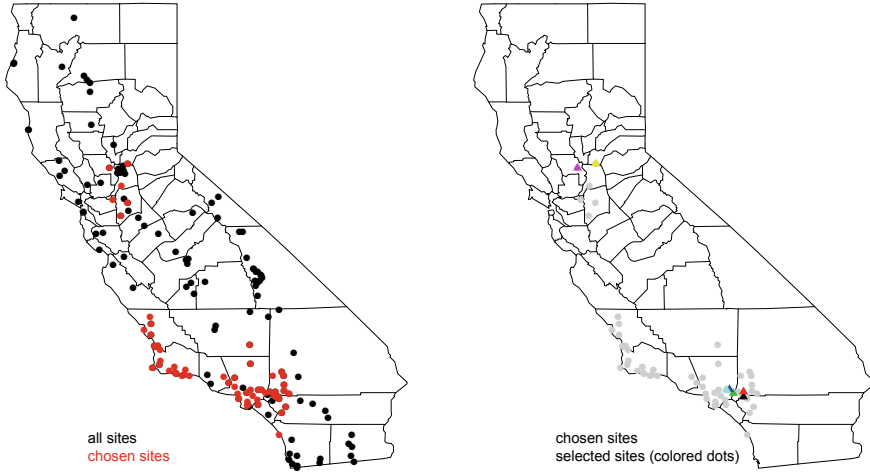 all sites
chosen sites
chosen sites
selected sites (colored dots)